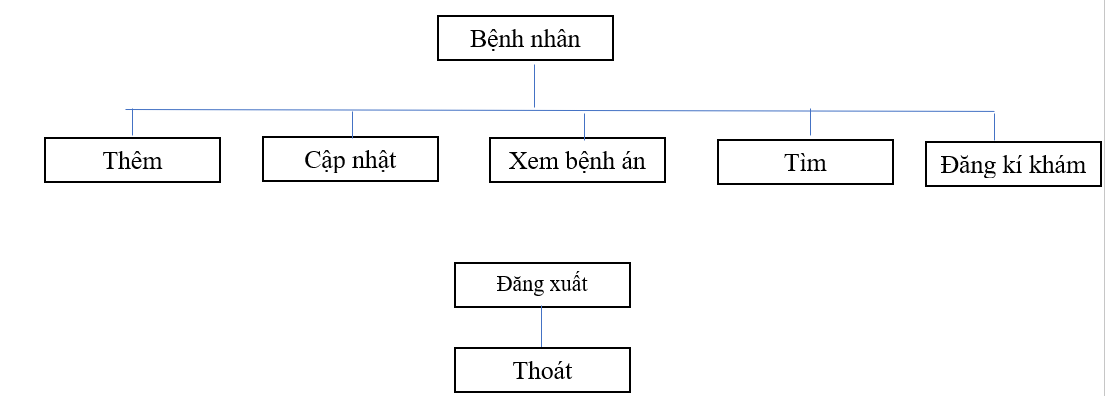 Bệnh nhân
Thêm
Cập nhật
Xem bệnh án
Tìm
Đăng kí khám
Đăng xuất
Thoát